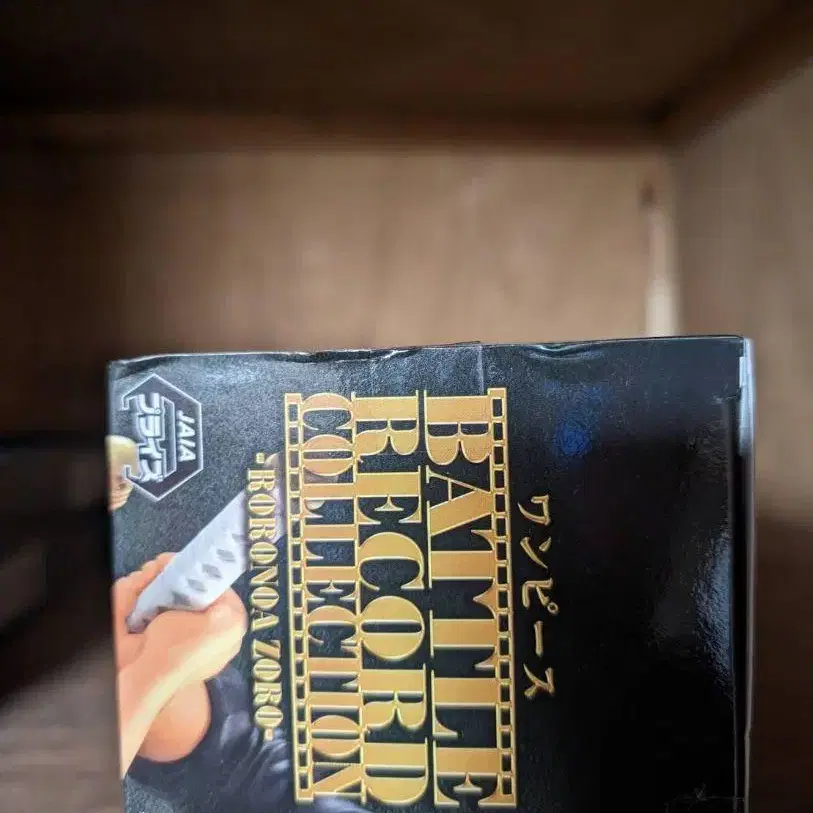 ワンピース
BATTLE
RECORD
COLLECTION
-RORONOA ZORO-
JAIA
プライズ